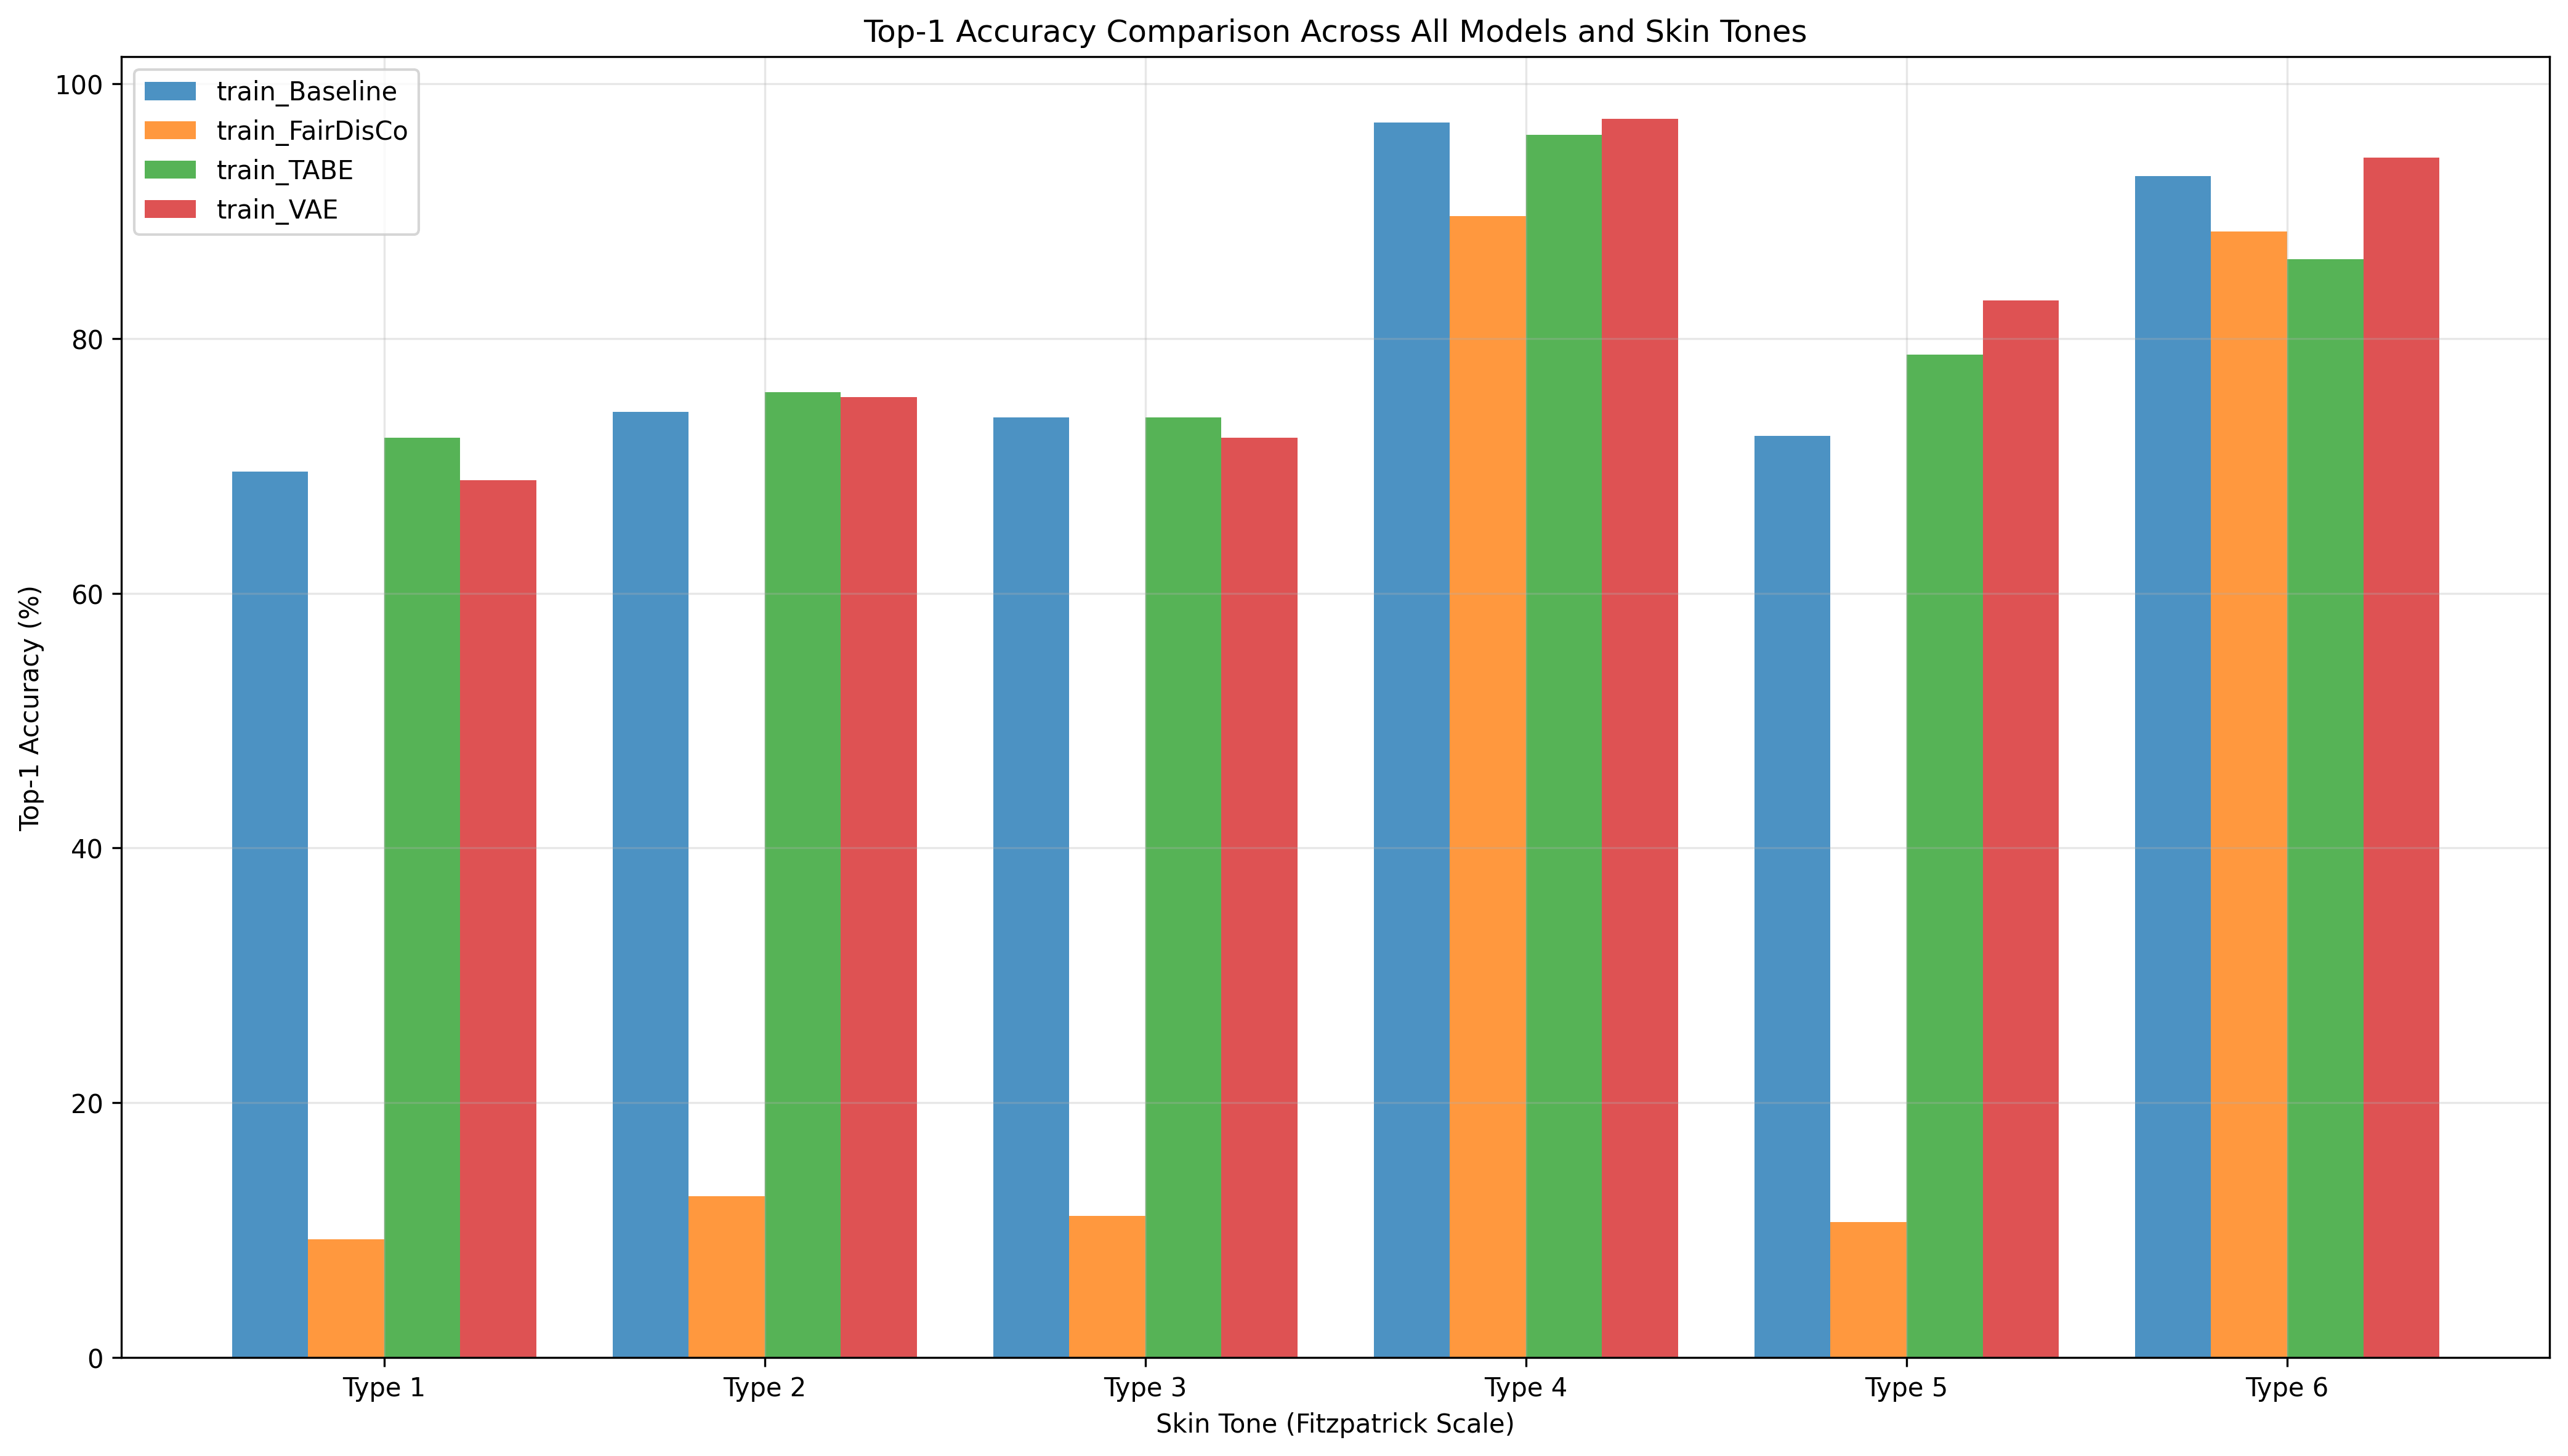 Top-1 Accuracy Comparison Across All Models and Skin Tones
train_Baseline
train_FairDisCo
train_TABE
train_VAE
Top-1 Accuracy (%)
100
80
60
40
20
0
Type 1
Type 2
Type 3
Type 4
Type 5
Type 6
Skin Tone (Fitzpatrick Scale)